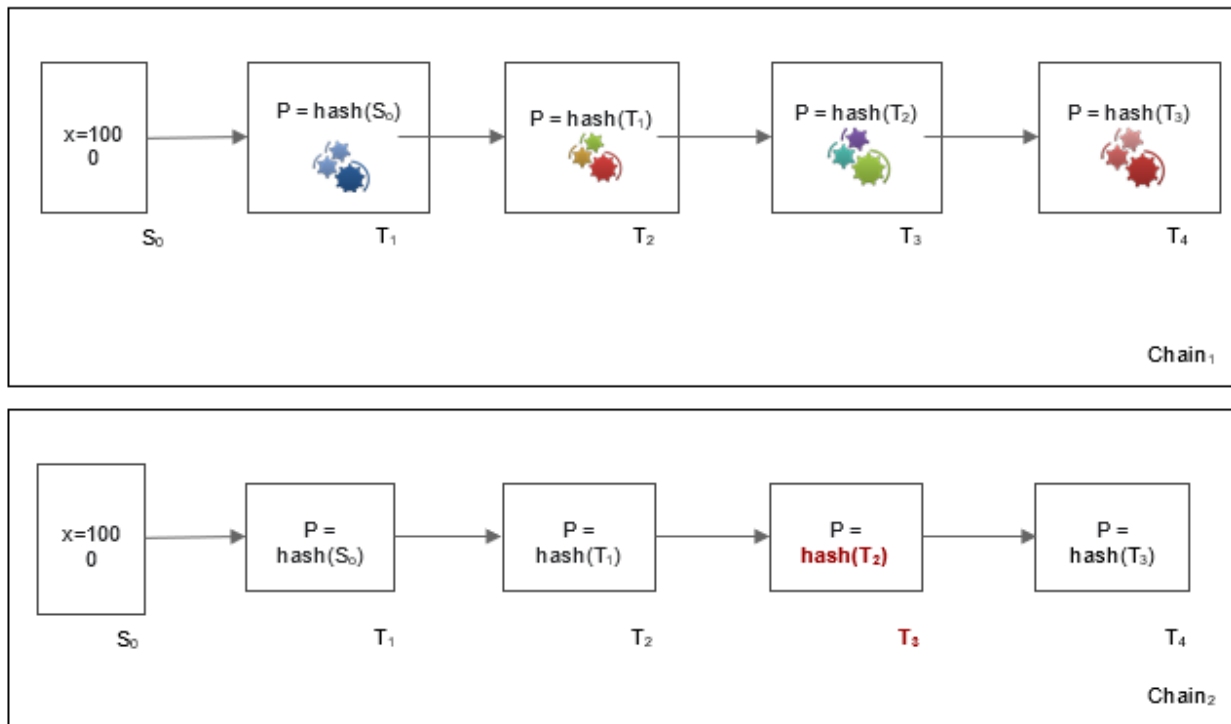 x=100
0
P = hash(S₀)
P = hash(T₁)
P = hash(T₂)
P = hash(T₃)
S₀
T₁
T₂
T₃
T₄
Chain₁
x=100
0
P =
hash(S₀)
P =
hash(T₁)
P =
hash(T₂)
P =
hash(T₃)
S₀
T₁
T₂
T₃
T₄
Chain₂